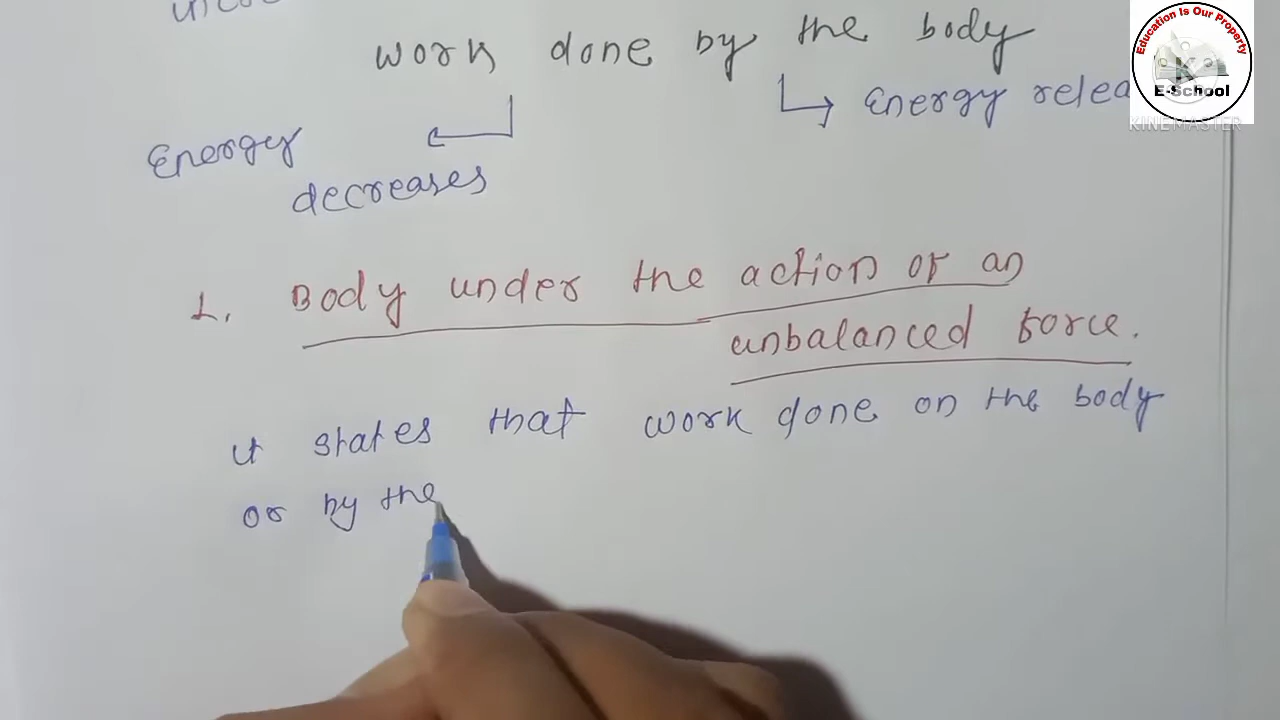 work done by the body
Energy relea
Energy
decreases
1. Body under the action of an
unbalanced force.
it states that work done on the body
or by the
Education Is Our Property
K
E-School
KINEMASTER